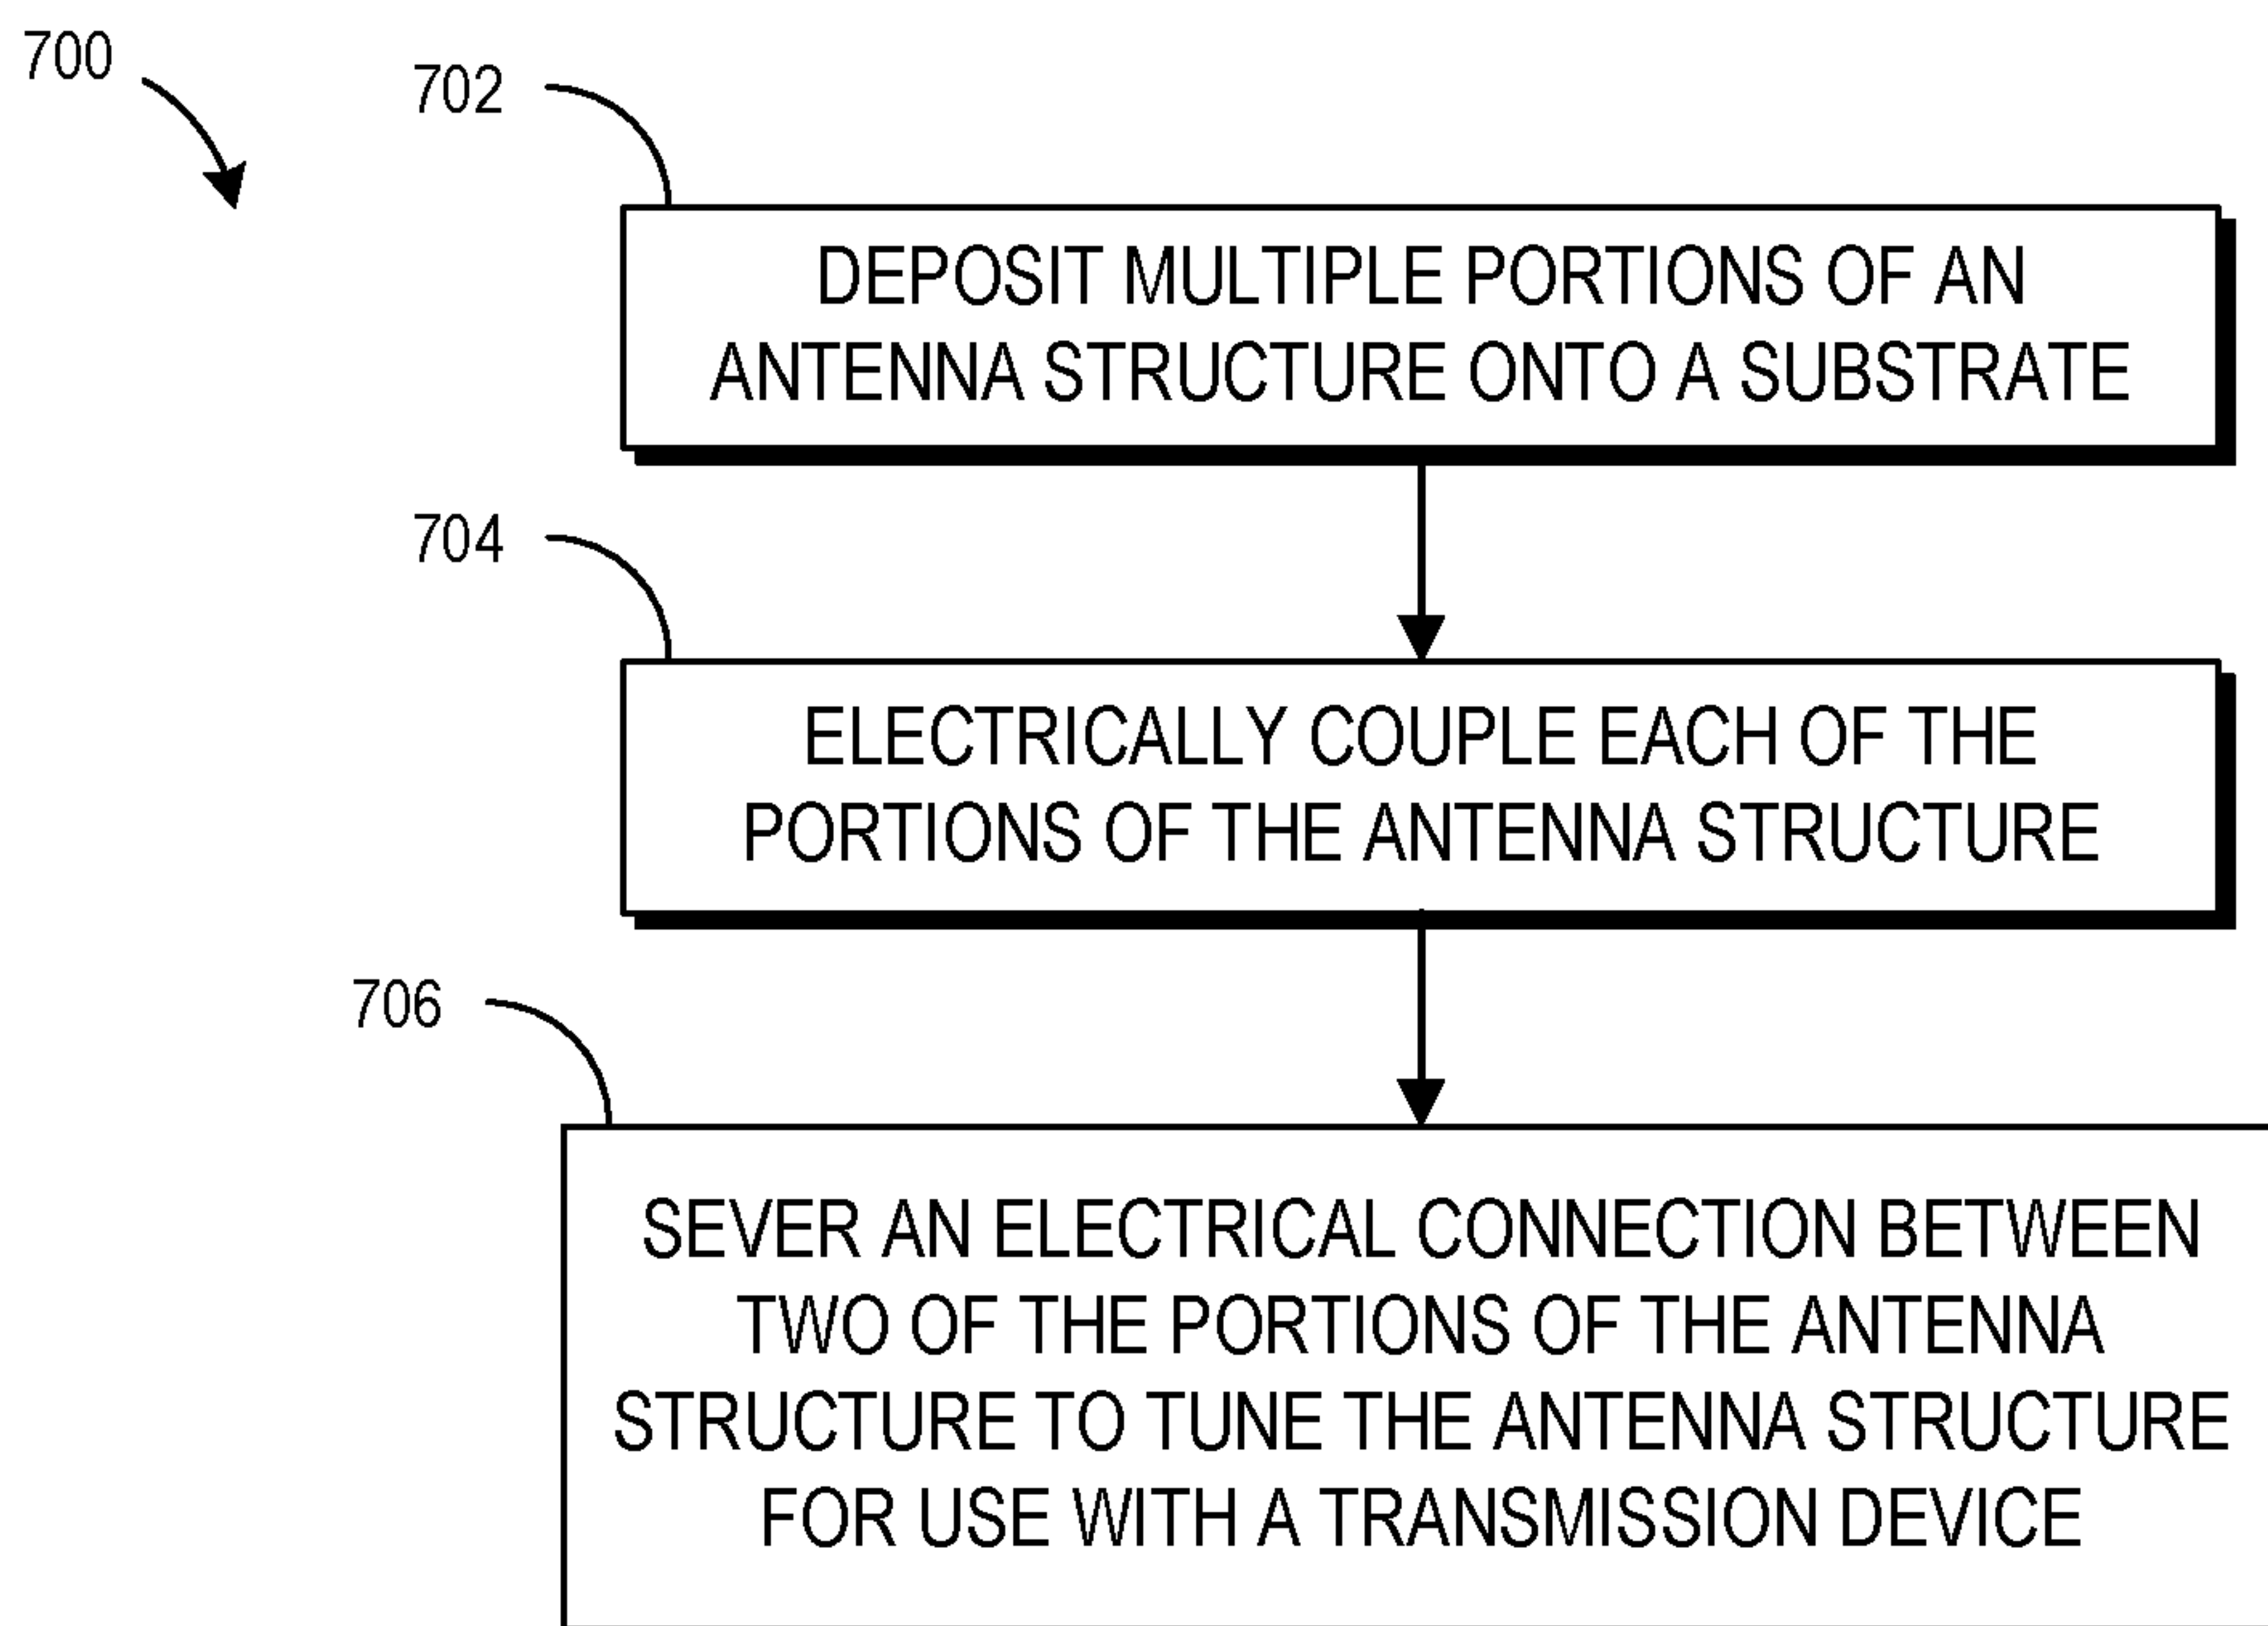 700
702
DEPOSIT MULTIPLE PORTIONS OF AN
ANTENNA STRUCTURE ONTO A SUBSTRATE
704
ELECTRICALLY COUPLE EACH OF THE
PORTIONS OF THE ANTENNA STRUCTURE
706
SEVER AN ELECTRICAL CONNECTION BETWEEN
TWO OF THE PORTIONS OF THE ANTENNA
STRUCTURE TO TUNE THE ANTENNA STRUCTURE
FOR USE WITH A TRANSMISSION DEVICE